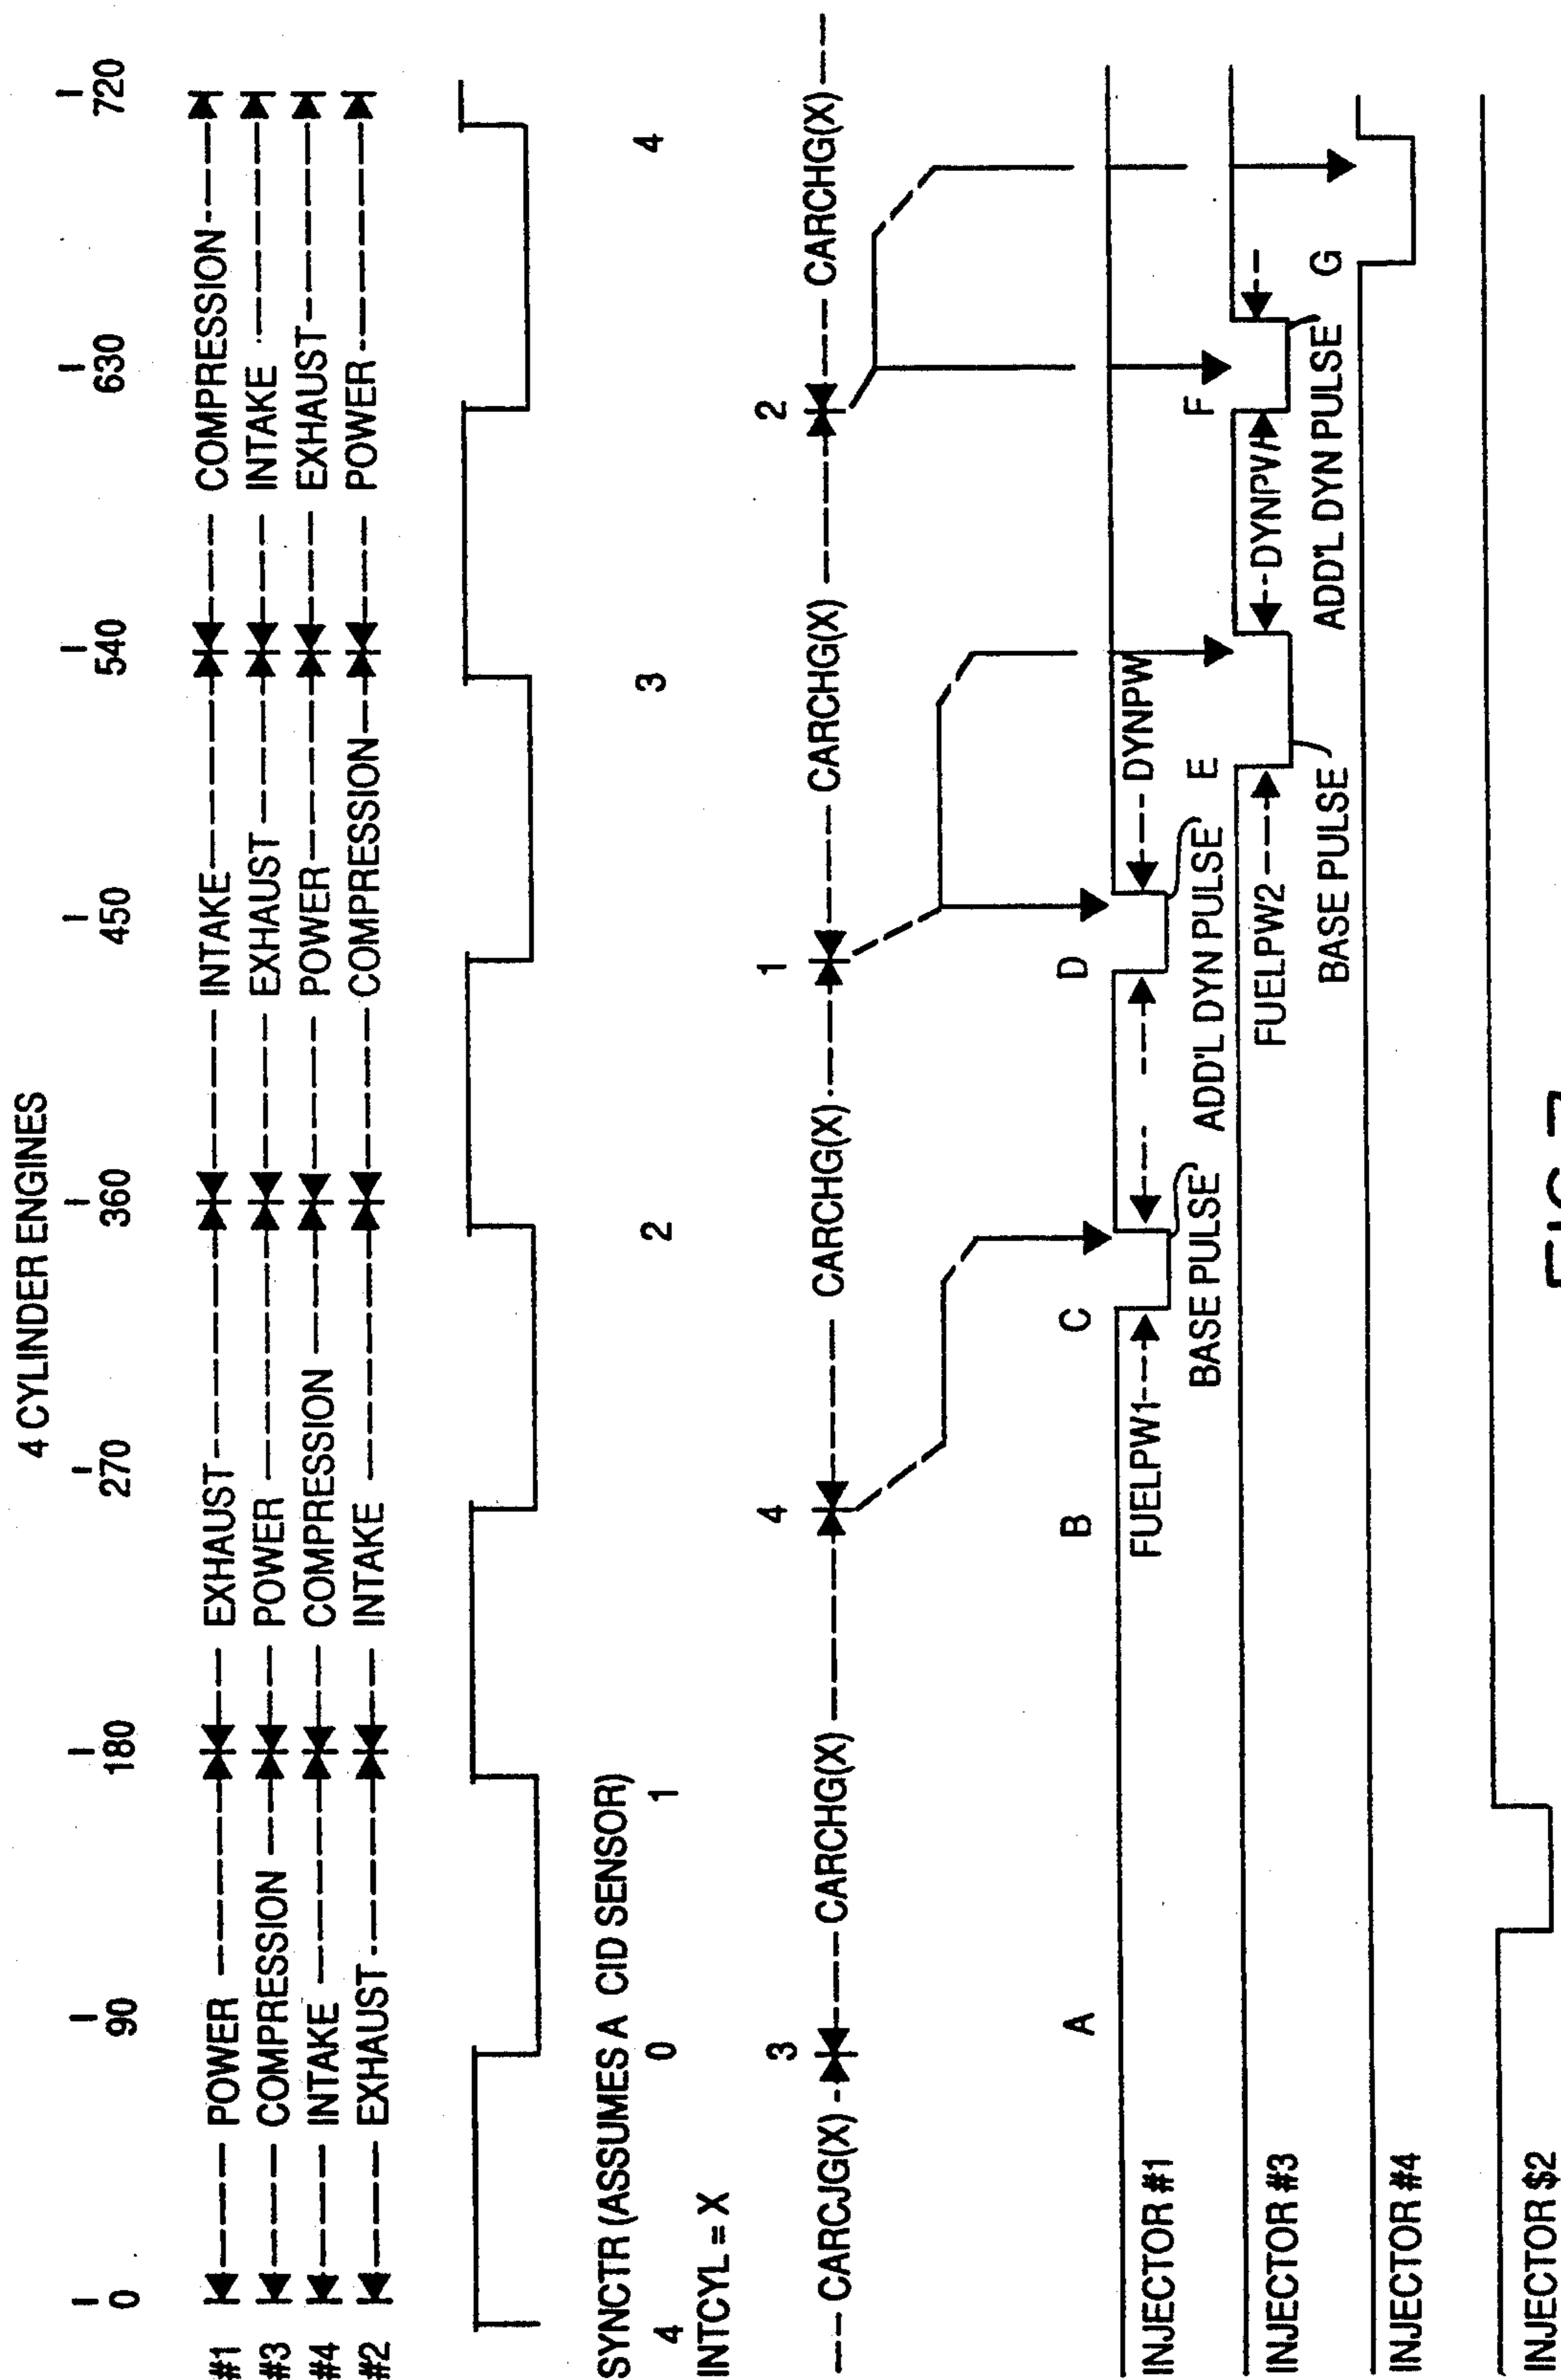 4 CYLINDER ENGINES
0 90 180 270 360 450 540 630 720
#1 POWER EXHAUST INTAKE COMPRESSION
#3 COMPRESSION POWER EXHAUST INTAKE
#4 INTAKE COMPRESSION POWER EXHAUST
#2 EXHAUST INTAKE COMPRESSION POWER
SYNCTR (ASSUMES A CID SENSOR)
4 0 1 2 3 4
INTCYL = X
3 4 1 2
CARCJG(X) CARCHG(X) CARCHG(X) CARCHG(X) CARCHG(X)
A B C D E F G
INJECTOR #1
FUELPW1 DYNPW
BASE PULSE ADD'L DYN PULSE
INJECTOR #3
FUELPW2 DYNPW
BASE PULSE ADD'L DYN PULSE
INJECTOR #4
INJECTOR $2